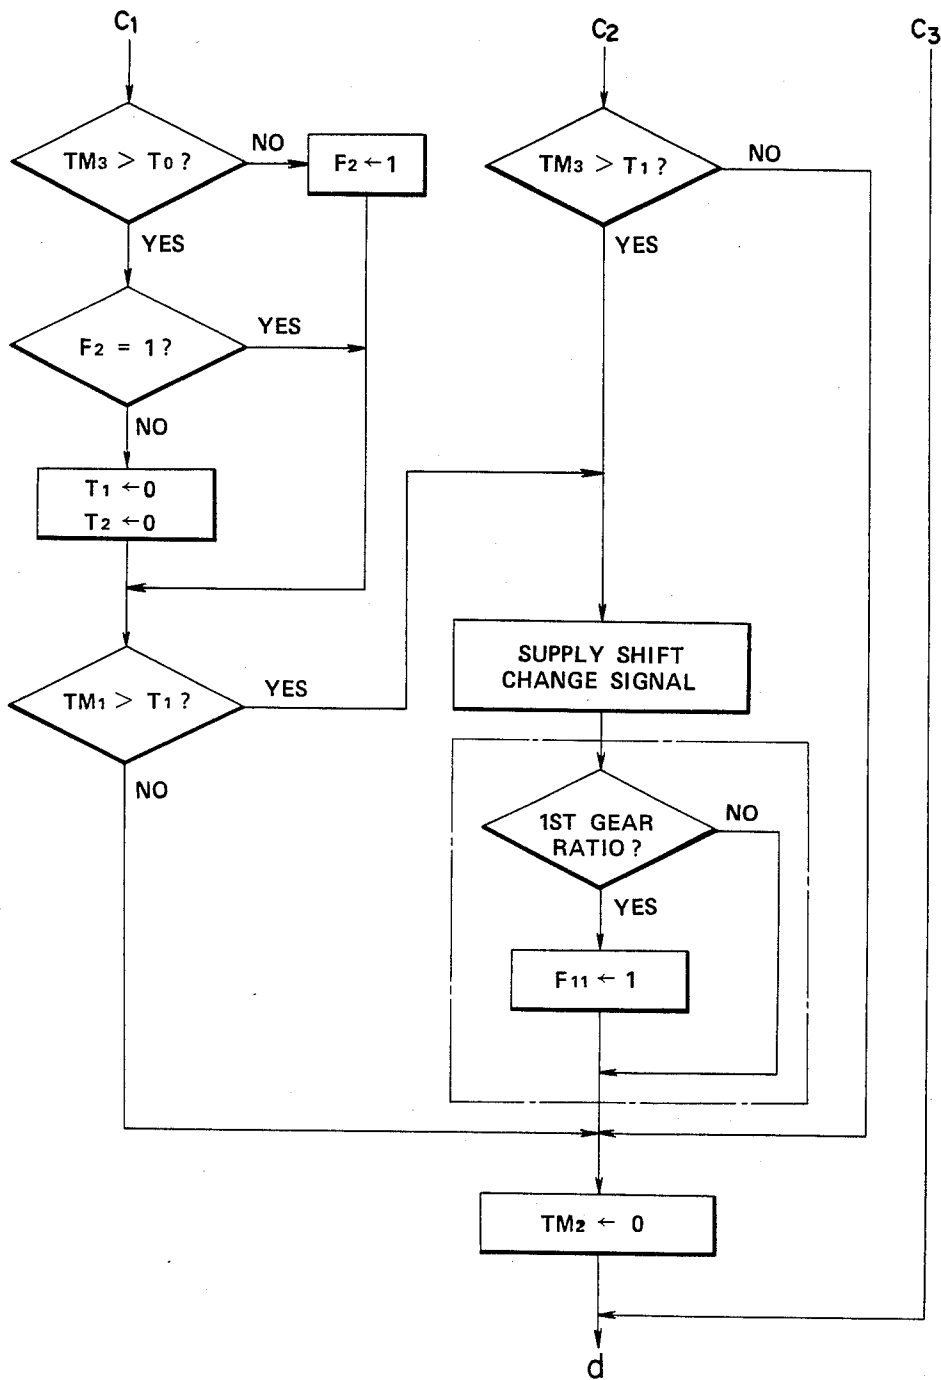 C1
C2
C3
TM3 > T0 ?
NO
F2 ← 1
YES
F2 = 1 ?
YES
NO
T1 ← 0
T2 ← 0
TM1 > T1 ?
YES
NO
TM3 > T1 ?
NO
YES
SUPPLY SHIFT
CHANGE SIGNAL
1ST GEAR
RATIO ?
NO
YES
F11 ← 1
TM2 ← 0
d